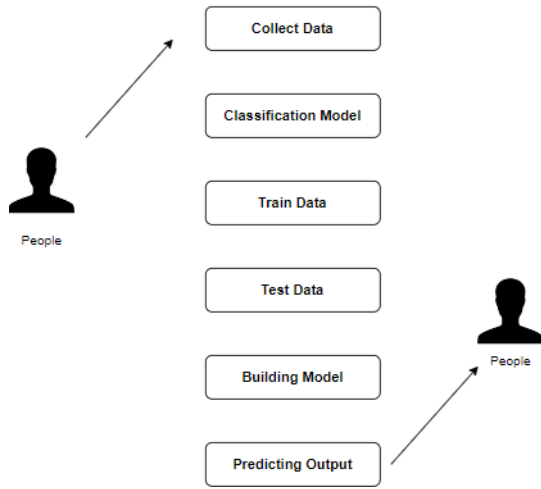 Collect Data
Classification Model
People
Train Data
Test Data
People
Building Model
Predicting Output